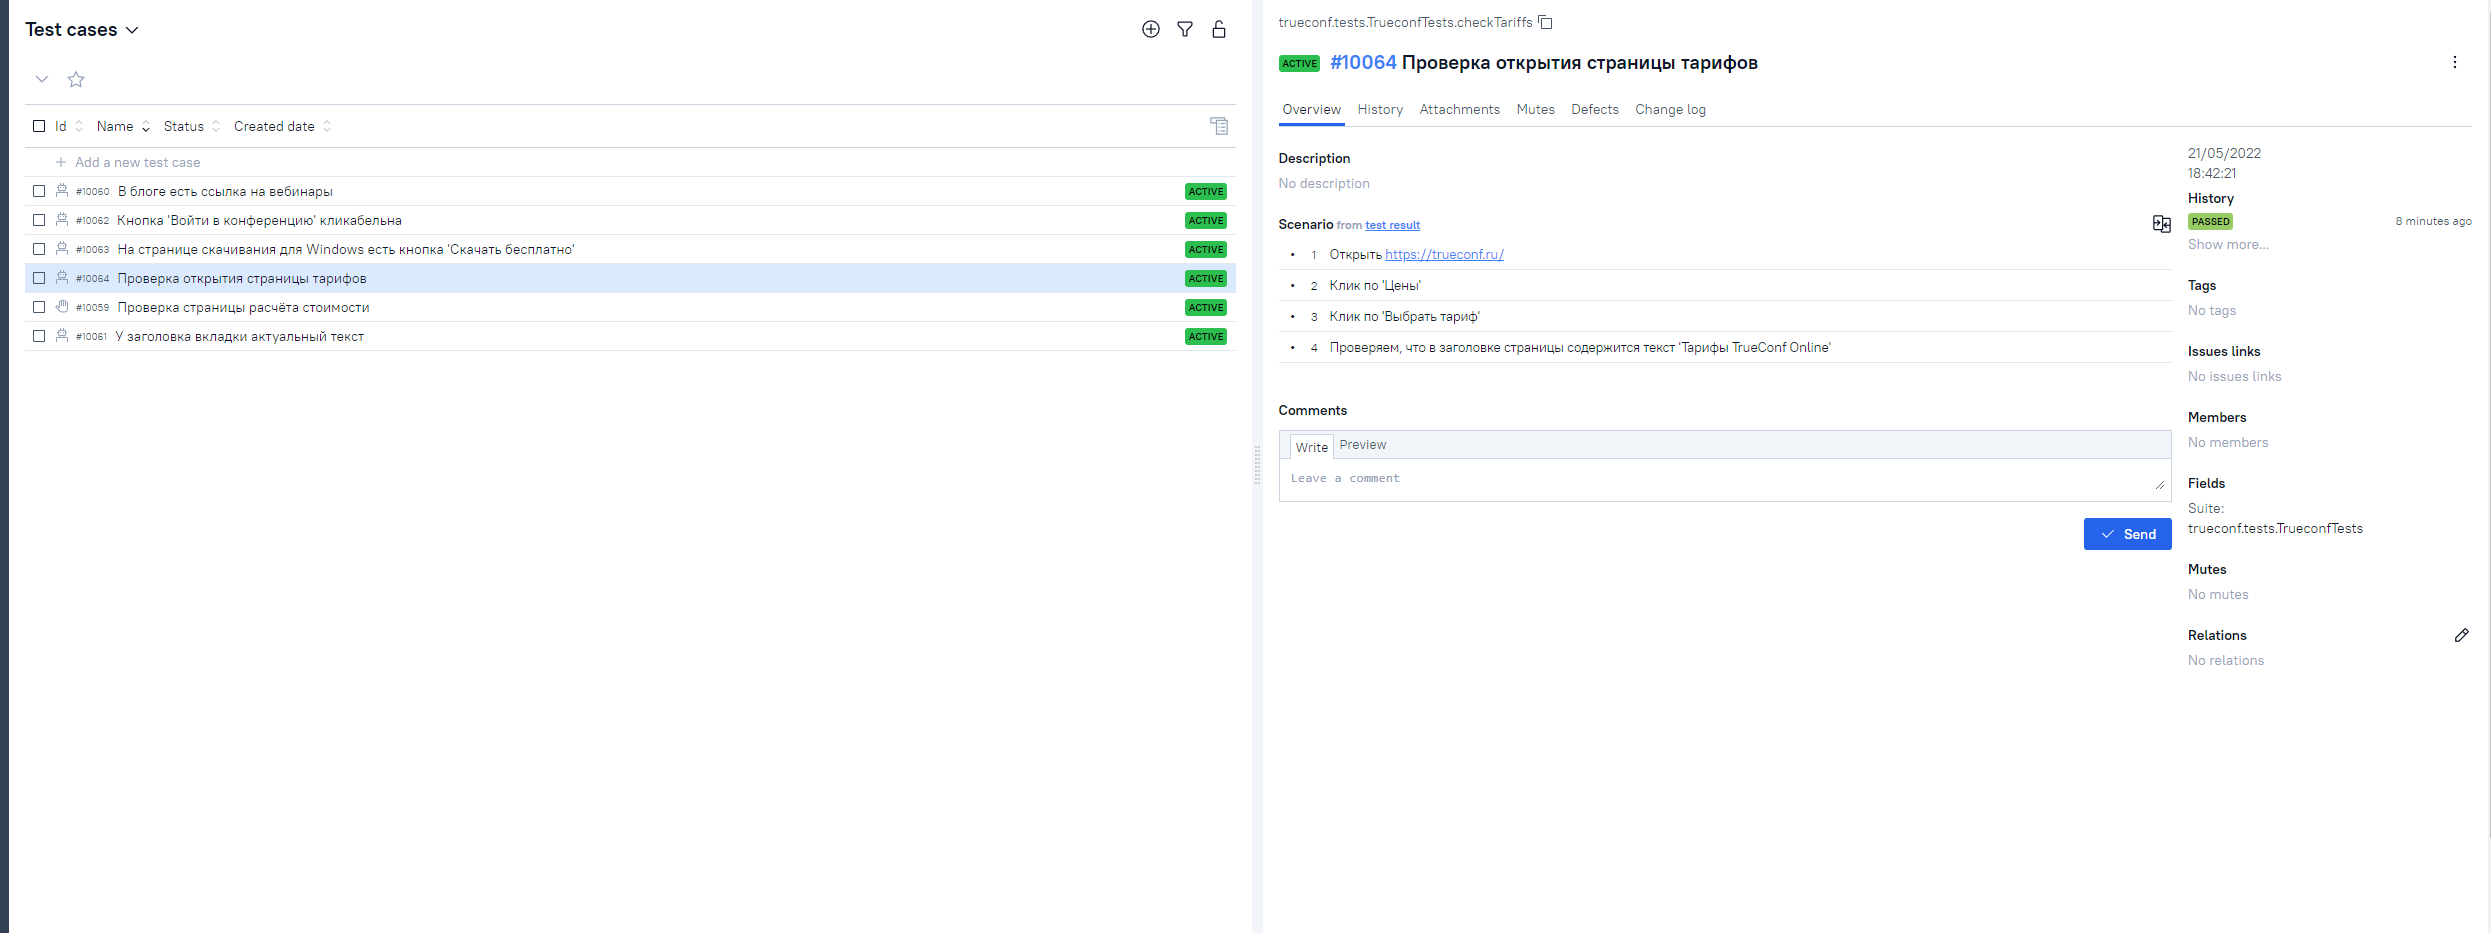 Test cases
Id Name Status Created date
Add a new test case
#10060 В блоге есть ссылка на вебинары ACTIVE
#10062 Кнопка 'Войти в конференцию' кликабельна ACTIVE
#10063 На странице скачивания для Windows есть кнопка 'Скачать бесплатно' ACTIVE
#10064 Проверка открытия страницы тарифов ACTIVE
#10059 Проверка страницы расчёта стоимости ACTIVE
#10061 У заголовка вкладки актуальный текст ACTIVE
trueconf.tests.TrueconfTests.checkTariffs
ACTIVE #10064 Проверка открытия страницы тарифов
Overview History Attachments Mutes Defects Change log
Description
No description
Scenario from test result
1 Открыть https://trueconf.ru/
2 Клик по 'Цены'
3 Клик по 'Выбрать тариф'
4 Проверяем, что в заголовке страницы содержится текст 'Тарифы TrueConf Online'
Comments
Write Preview
Leave a comment
Send
21/05/2022
18:42:21
History
PASSED 8 minutes ago
Show more...
Tags
No tags
Issues links
No issues links
Members
No members
Fields
Suite:
trueconf.tests.TrueconfTests
Mutes
No mutes
Relations
No relations